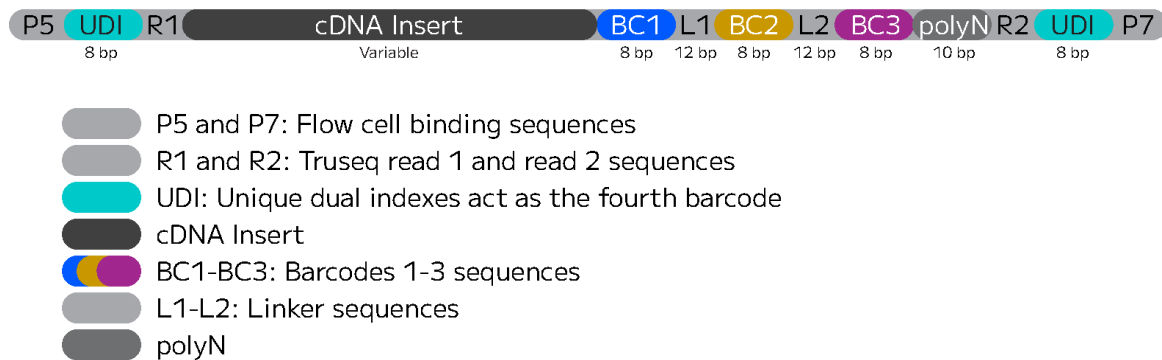 P5 UDI R1 cDNA Insert BC1 L1 BC2 L2 BC3 polyN R2 UDI P7
8 bp Variable 8 bp 12 bp 8 bp 12 bp 8 bp 10 bp 8 bp
P5 and P7: Flow cell binding sequences
R1 and R2: Truseq read 1 and read 2 sequences
UDI: Unique dual indexes act as the fourth barcode
cDNA Insert
BC1-BC3: Barcodes 1-3 sequences
L1-L2: Linker sequences
polyN